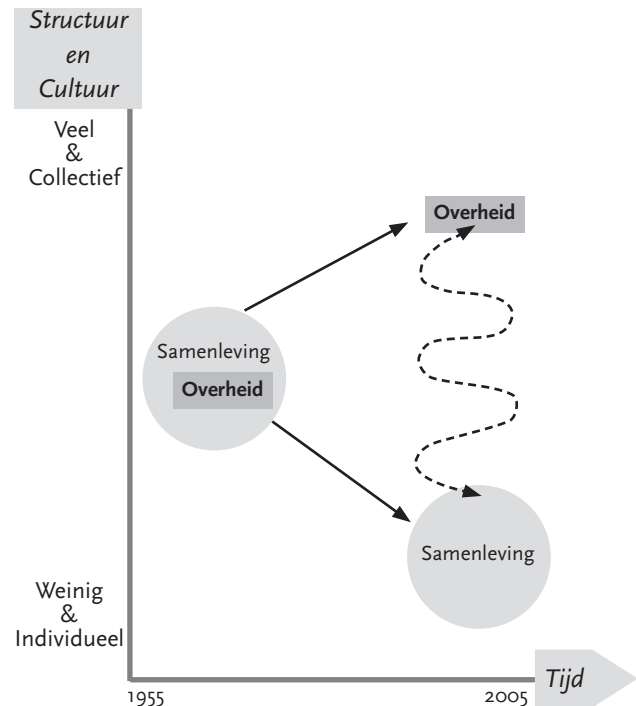 Structuur
en
Cultuur
Veel
&
Collectief
Overheid
Samenleving
Overheid
Samenleving
Weinig
&
Individueel
Tijd
1955
2005